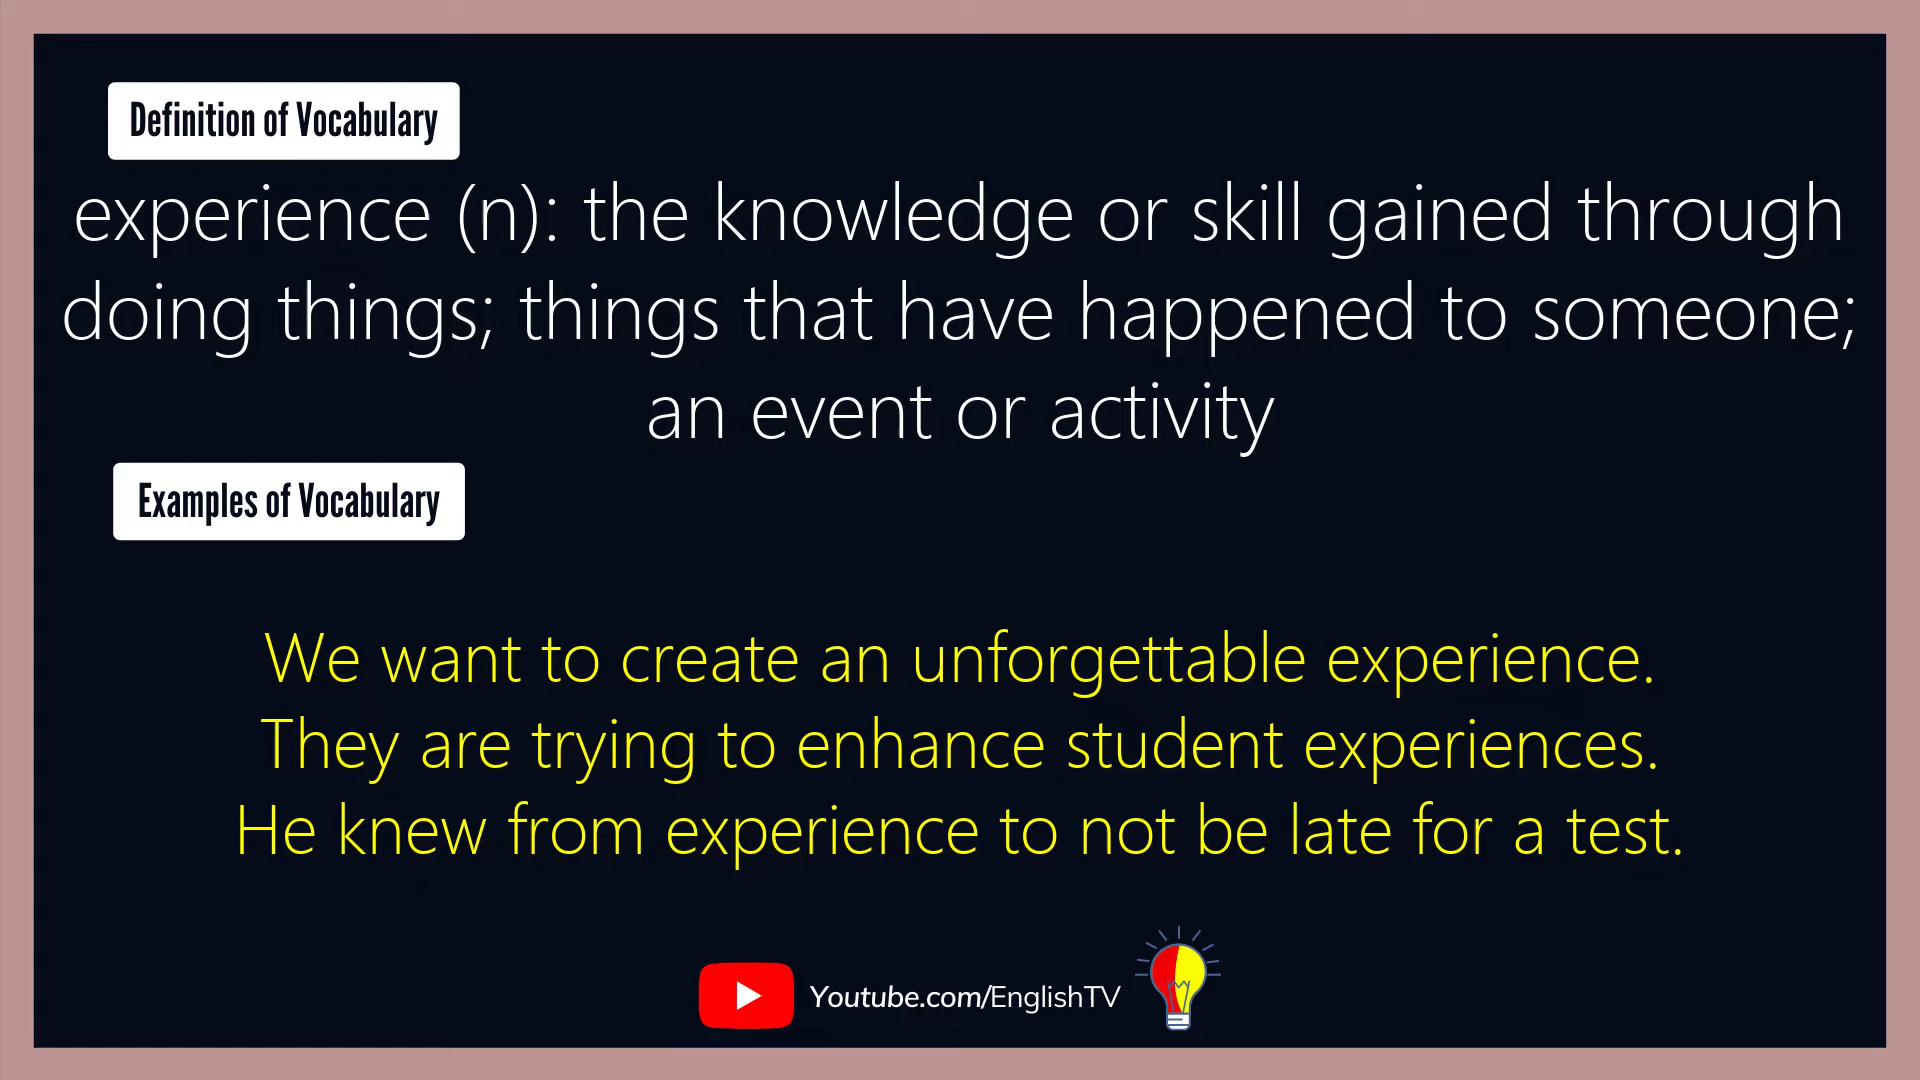 Definition of Vocabulary
experience (n): the knowledge or skill gained through
doing things; things that have happened to someone;
an event or activity
Examples of Vocabulary
We want to create an unforgettable experience.
They are trying to enhance student experiences.
He knew from experience to not be late for a test.
Youtube.com/EnglishTV